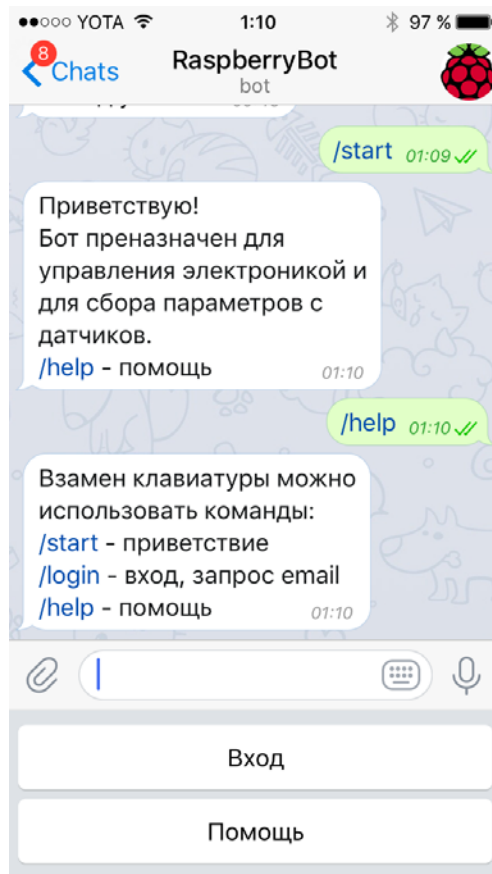 YOTA 1:10 97 %
8
Chats RaspberryBot
bot
/start 01:09
Приветствую!
Бот преназначен для
управления электроникой и
для сбора параметров с
датчиков.
/help - помощь 01:10
/help 01:10
Взамен клавиатуры можно
использовать команды:
/start - приветствие
/login - вход, запрос email
/help - помощь 01:10
Вход
Помощь